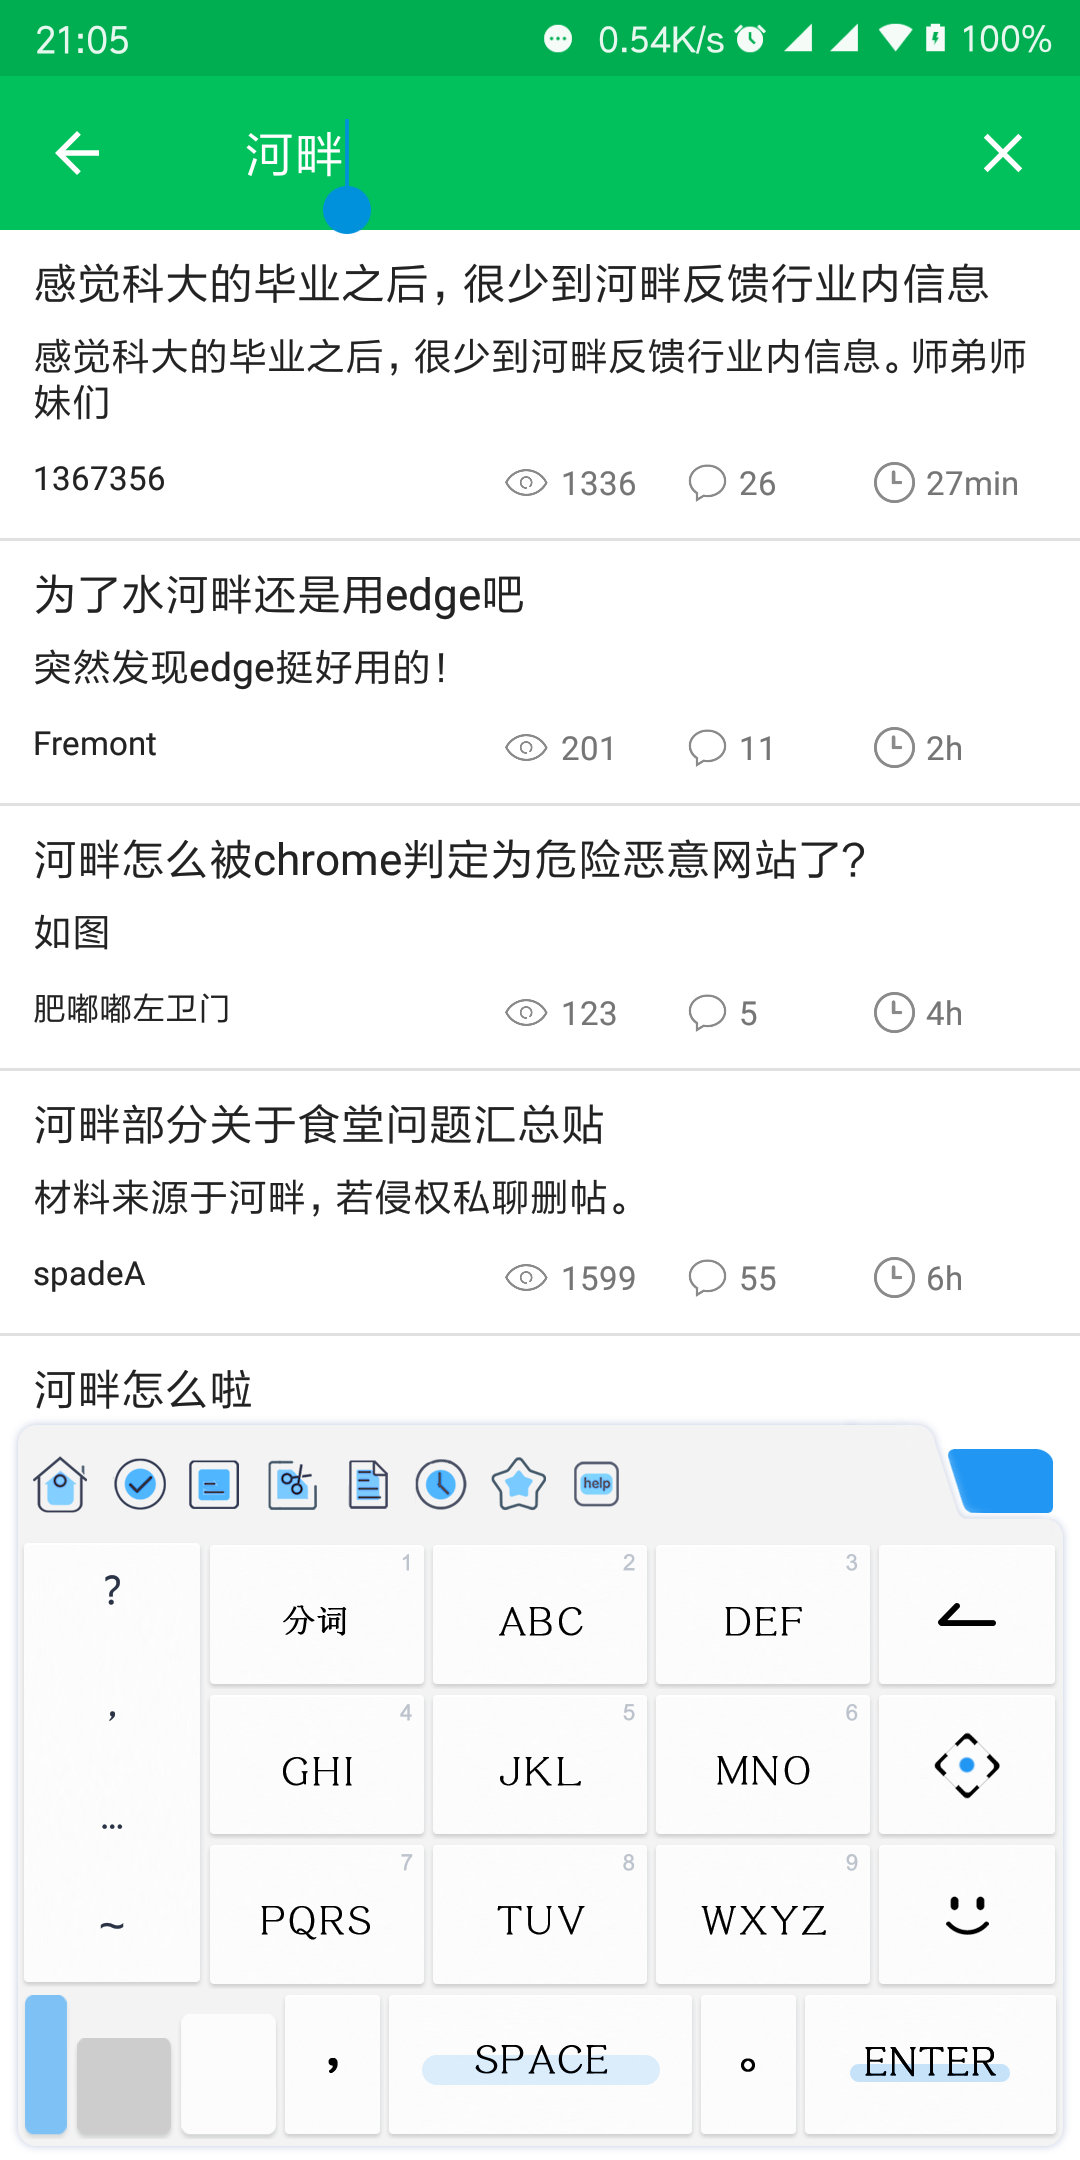 21:05 0.54K/s 100%
河畔
感觉科大的毕业之后，很少到河畔反馈行业内信息
感觉科大的毕业之后，很少到河畔反馈行业内信息。师弟师
妹们
1367356 1336 26 27min
为了水河畔还是用edge吧
突然发现edge挺好用的！
Fremont 201 11 2h
河畔怎么被chrome判定为危险恶意网站了？
如图
肥嘟嘟左卫门 123 5 4h
河畔部分关于食堂问题汇总贴
材料来源于河畔，若侵权私聊删帖。
spadeA 1599 55 6h
河畔怎么啦
help
? 分词 1 ABC 2 DEF 3
，
GHI 4 JKL 5 MNO 6
…
PQRS 7 TUV 8 WXYZ 9
~
， SPACE 。 ENTER